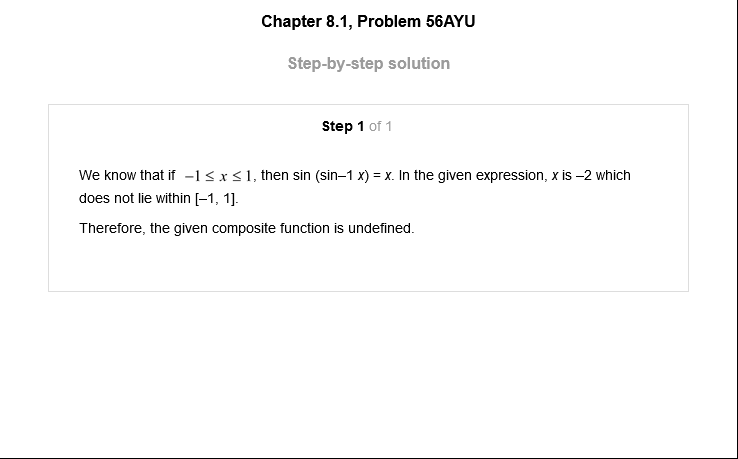 Chapter 8.1, Problem 56AYU
Step-by-step solution
Step 1 of 1
We know that if −1 ≤ x ≤ 1, then sin (sin–1 x) = x. In the given expression, x is –2 which
does not lie within [–1, 1].
Therefore, the given composite function is undefined.